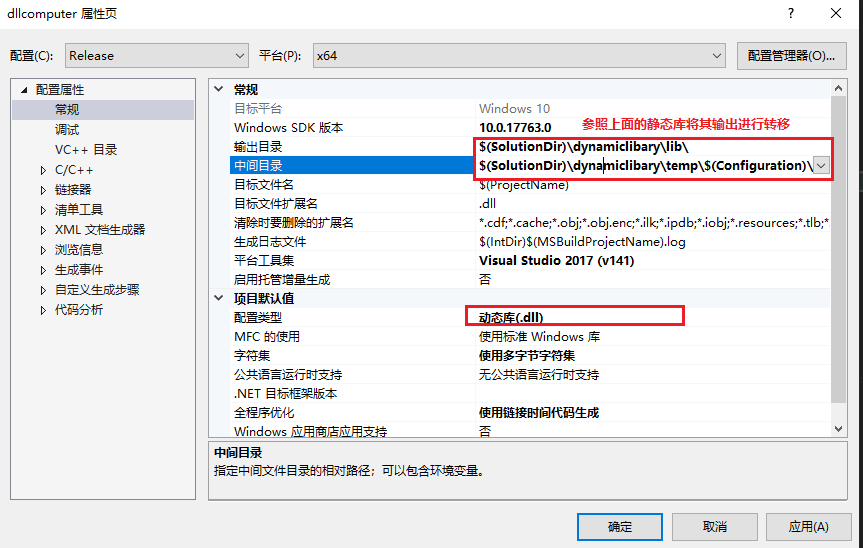 dllcomputer 属性页
配置(C): Release 平台(P): x64 配置管理器(O)...
配置属性
常规
调试
VC++ 目录
C/C++
链接器
清单工具
XML 文档生成器
浏览信息
生成事件
自定义生成步骤
代码分析
常规
目标平台 Windows 10
Windows SDK 版本 10.0.17763.0
参照上面的静态库将其输出进行转移
输出目录 $(SolutionDir)\dynamiclibary\lib\
中间目录 $(SolutionDir)\dynamiclibary\temp\$(Configuration)\
目标文件名 $(ProjectName)
目标文件扩展名 .dll
清除时要删除的扩展名 *.cdf;*.cache;*.obj;*.obj.enc;*.ilk;*.ipdb;*.iobj;*.resources;*.tlb;*
生成日志文件 $(IntDir)$(MSBuildProjectName).log
平台工具集 Visual Studio 2017 (v141)
启用托管增量生成 否
项目默认值
配置类型 动态库(.dll)
MFC 的使用 使用标准 Windows 库
字符集 使用多字节字符集
公共语言运行时支持 无公共语言运行时支持
.NET 目标框架版本
全程序优化 使用链接时间代码生成
Windows 应用商店应用支持 否
中间目录
指定中间文件目录的相对路径；可以包含环境变量。
确定 取消 应用(A)